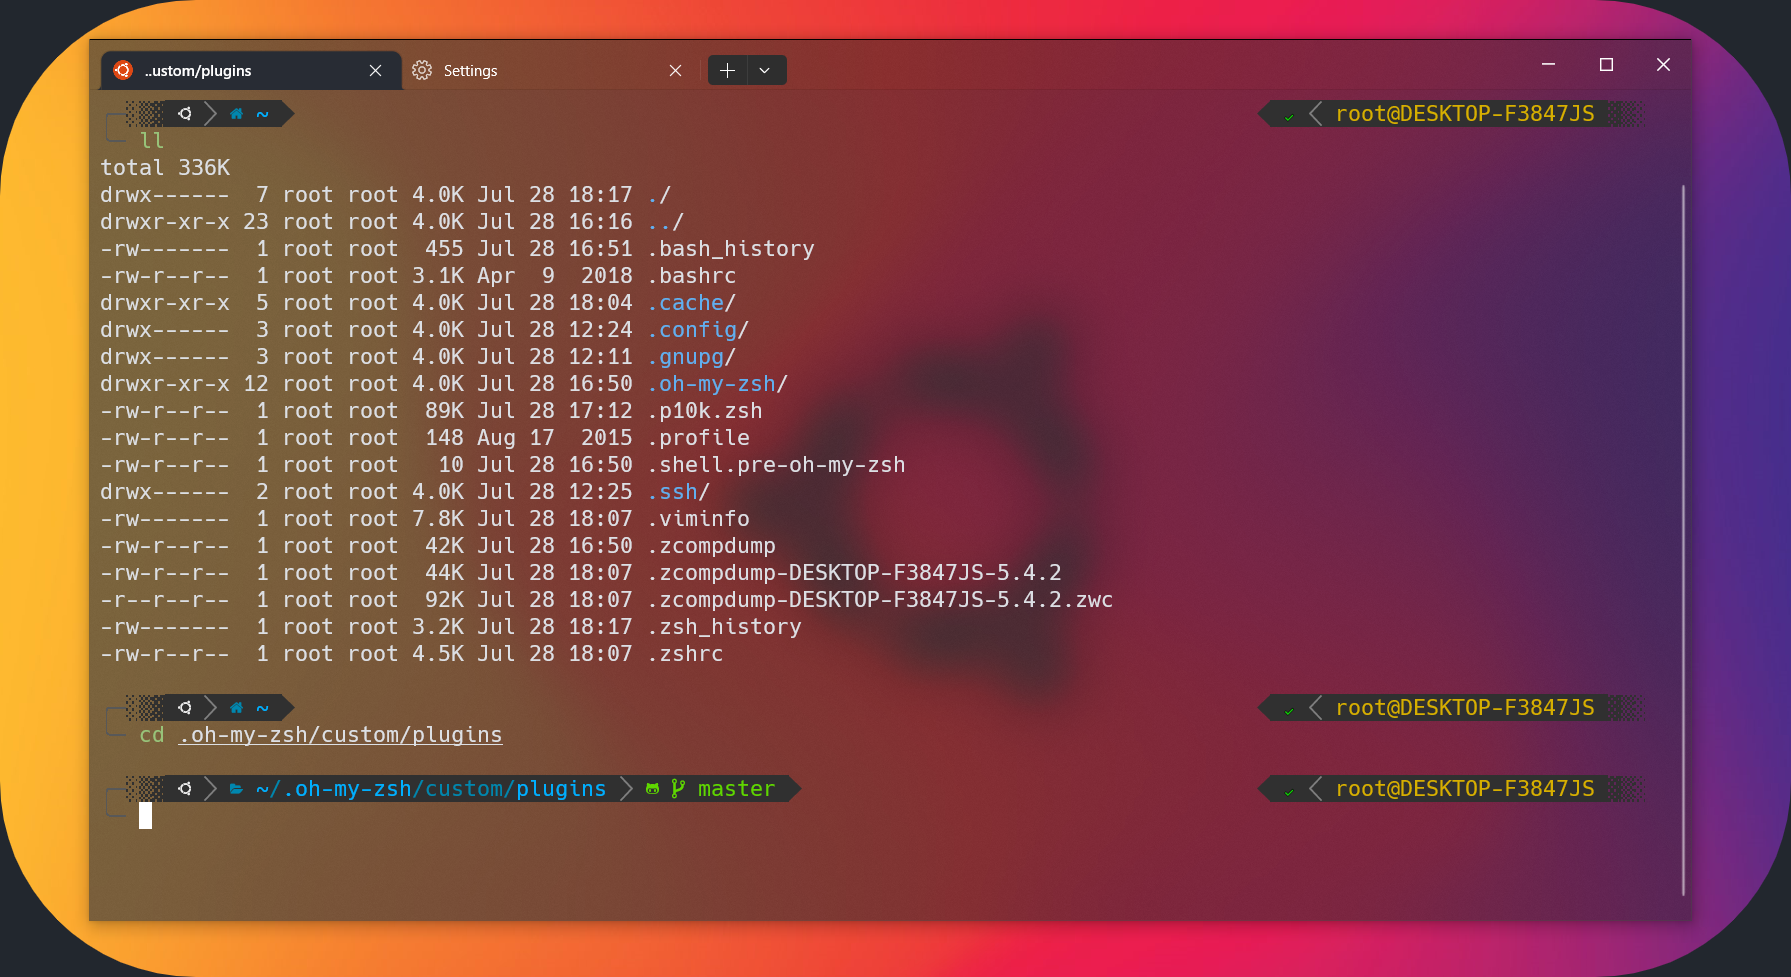 ..ustom/plugins Settings
~ root@DESKTOP-F3847JS
ll
total 336K
drwx------  7 root root 4.0K Jul 28 18:17 ./
drwxr-xr-x 23 root root 4.0K Jul 28 16:16 ../
-rw-------  1 root root  455 Jul 28 16:51 .bash_history
-rw-r--r--  1 root root 3.1K Apr  9  2018 .bashrc
drwxr-xr-x  5 root root 4.0K Jul 28 18:04 .cache/
drwx------  3 root root 4.0K Jul 28 12:24 .config/
drwx------  3 root root 4.0K Jul 28 12:11 .gnupg/
drwxr-xr-x 12 root root 4.0K Jul 28 16:50 .oh-my-zsh/
-rw-r--r--  1 root root  89K Jul 28 17:12 .p10k.zsh
-rw-r--r--  1 root root  148 Aug 17  2015 .profile
-rw-r--r--  1 root root   10 Jul 28 16:50 .shell.pre-oh-my-zsh
drwx------  2 root root 4.0K Jul 28 12:25 .ssh/
-rw-------  1 root root 7.8K Jul 28 18:07 .viminfo
-rw-r--r--  1 root root  42K Jul 28 16:50 .zcompdump
-rw-r--r--  1 root root  44K Jul 28 18:07 .zcompdump-DESKTOP-F3847JS-5.4.2
-r--r--r--  1 root root  92K Jul 28 18:07 .zcompdump-DESKTOP-F3847JS-5.4.2.zwc
-rw-------  1 root root 3.2K Jul 28 18:17 .zsh_history
-rw-r--r--  1 root root 4.5K Jul 28 18:07 .zshrc
~ root@DESKTOP-F3847JS
cd .oh-my-zsh/custom/plugins
~/.oh-my-zsh/custom/plugins master root@DESKTOP-F3847JS